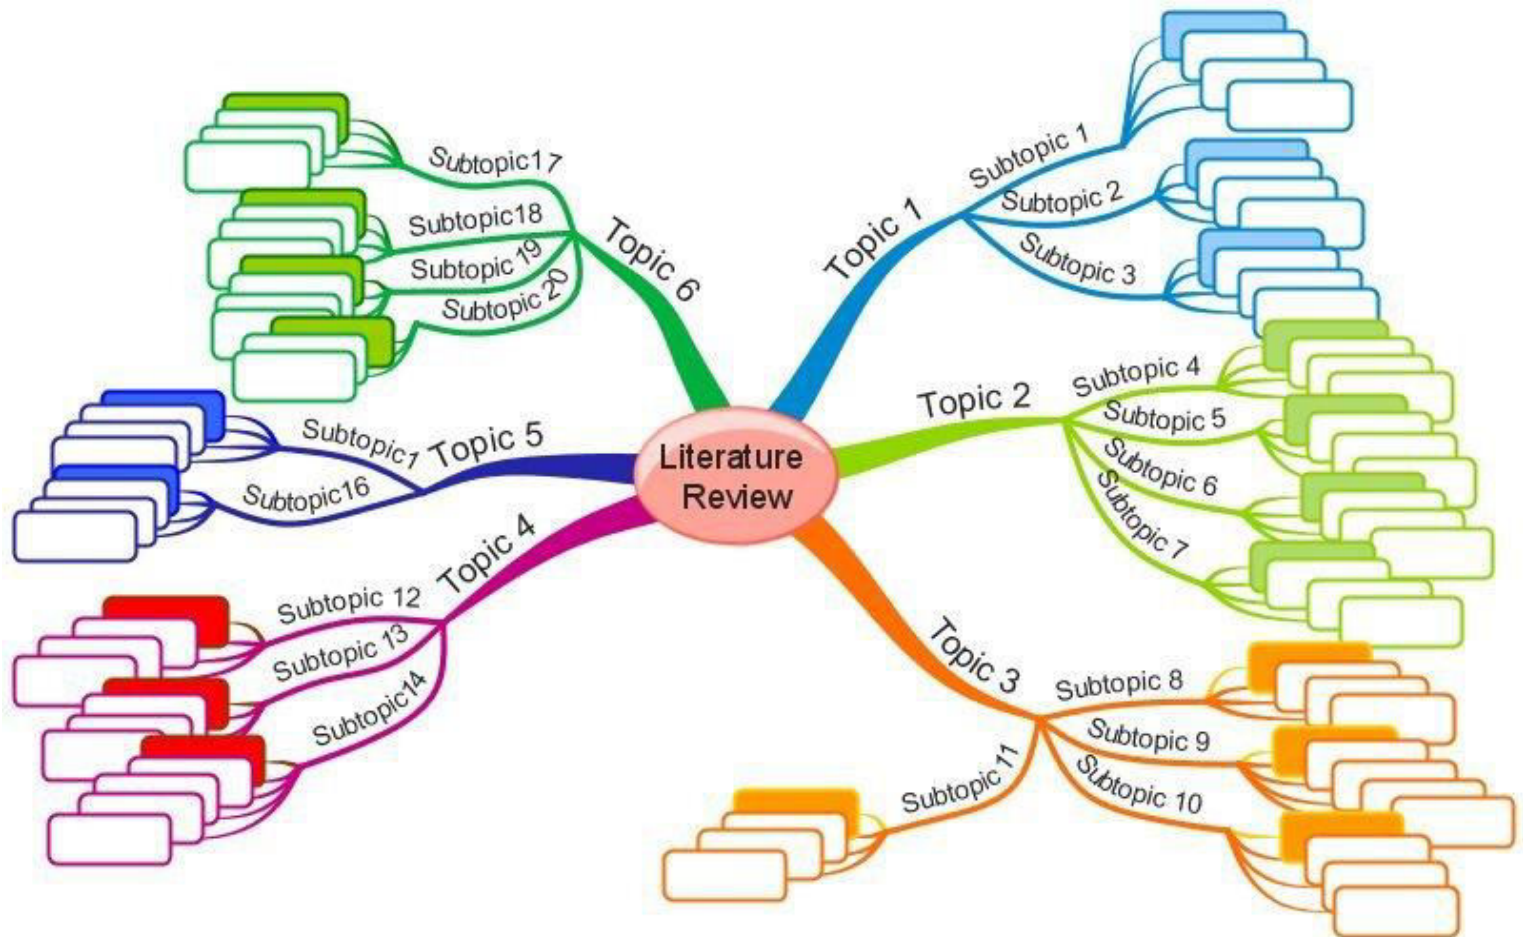 Literature
Review
Topic 1
Subtopic 1
Subtopic 2
Subtopic 3
Topic 2
Subtopic 4
Subtopic 5
Subtopic 6
Subtopic 7
Topic 3
Subtopic 8
Subtopic 9
Subtopic 10
Subtopic 11
Topic 4
Subtopic 12
Subtopic 13
Subtopic14
Topic 5
Subtopic1
Subtopic16
Topic 6
Subtopic17
Subtopic18
Subtopic 19
Subtopic 20